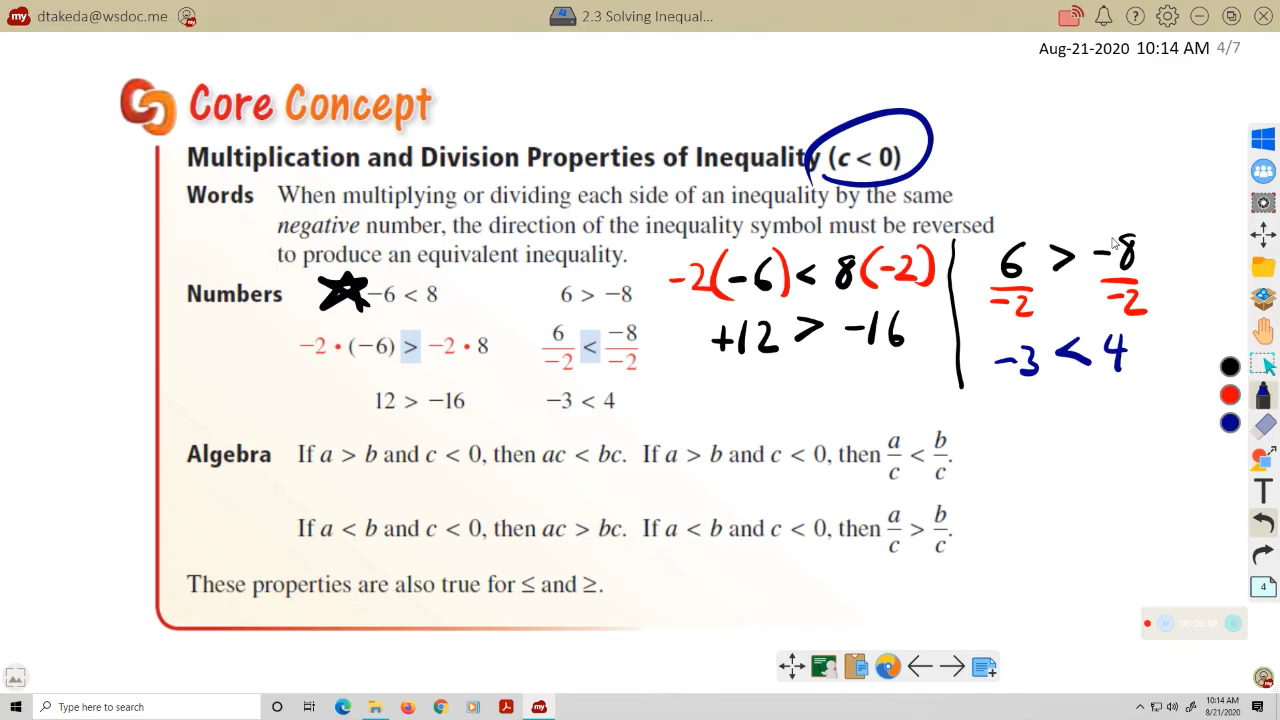 dtakeda@wsdoc.me
2.3 Solving Inequal...
Aug-21-2020 10:14 AM 4/7
Core Concept
Multiplication and Division Properties of Inequality (c < 0)
Words When multiplying or dividing each side of an inequality by the same
negative number, the direction of the inequality symbol must be reversed
to produce an equivalent inequality.
Numbers −6 < 8 6 > −8
−2 • (−6) > −2 • 8 6/−2 < −8/−2
12 > −16 −3 < 4
-2(-6) < 8(-2)
+12 > -16
6 > -8
-2 -2
-3 < 4
Algebra If a > b and c < 0, then ac < bc. If a > b and c < 0, then a/c < b/c.
If a < b and c < 0, then ac > bc. If a < b and c < 0, then a/c > b/c.
These properties are also true for ≤ and ≥.
T
4
Type here to search
10:14 AM
8/21/2020